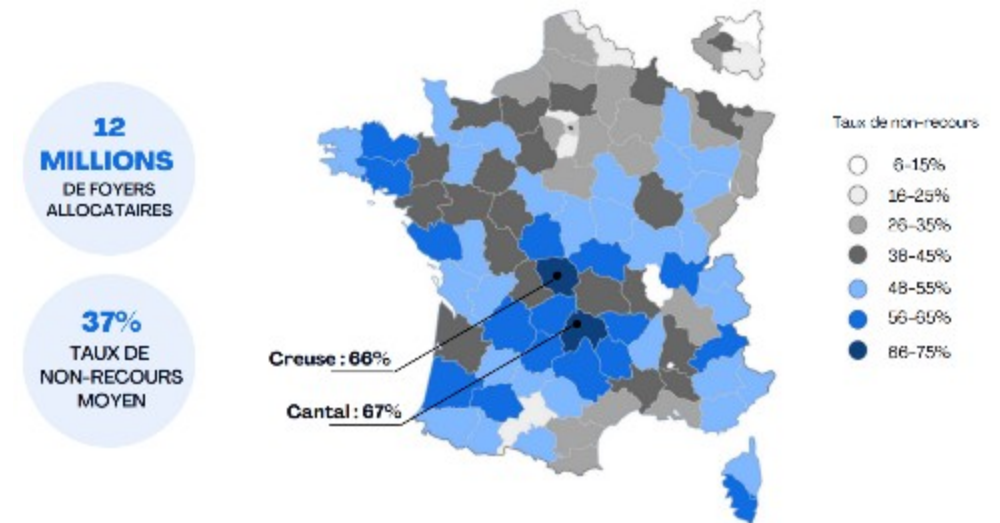 12
MILLIONS
DE FOYERS
ALLOCATAIRES
37%
TAUX DE
NON-RECOURS
MOYEN
Creuse : 66%
Cantal : 67%
Taux de non-recours
6-15%
16-25%
26-35%
36-45%
46-55%
56-65%
66-75%